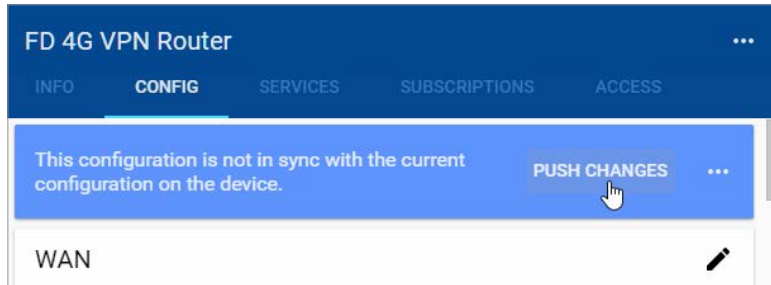 FD 4G VPN Router
INFO CONFIG SERVICES SUBSCRIPTIONS ACCESS
This configuration is not in sync with the current
configuration on the device.
PUSH CHANGES
WAN